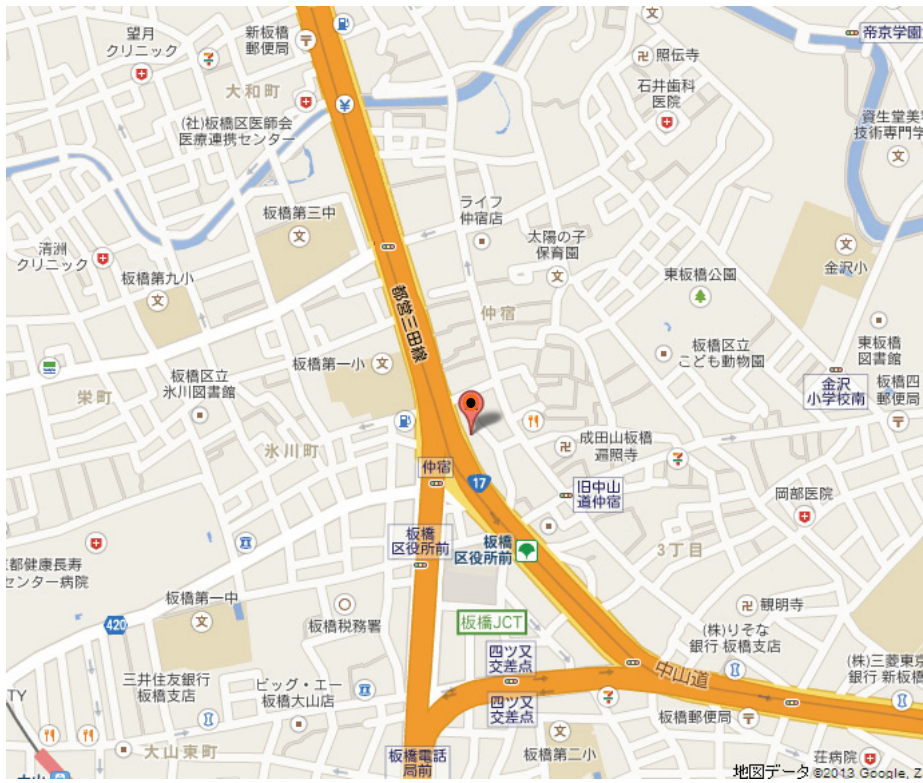 望月
クリニック
新板橋
郵便局
帝京学園
照伝寺
大和町
石井歯科
医院
(社)板橋区医師会
医療連携センター
資生堂美
技術専門学
ライフ
仲宿店
板橋第三中
太陽の子
保育園
清洲
クリニック
板橋第九小
東板橋公園
金沢小
都営三田線
仲宿
東板橋
図書館
板橋区立
こども動物園
板橋第一小
板橋区立
氷川図書館
栄町
金沢
小学校南
板橋四
郵便局
氷川町
成田山板橋
遍照寺
仲宿
17
旧中山
道仲宿
岡部医院
板橋
区役所前
板橋
区役所前
3丁目
都健康長寿
センター病院
板橋第一中
観明寺
420
板橋税務署
板橋JCT
(株)りそな
銀行 板橋支店
四ツ又
交差点
中山道
(株)三菱東京
銀行 新板橋
三井住友銀行
板橋支店
ビッグ・エー
板橋大山店
TY
四ツ又
交差点
板橋郵便局
大山東町
板橋電話
局前
板橋第二小
荘病院
地図データ ©2013 Google